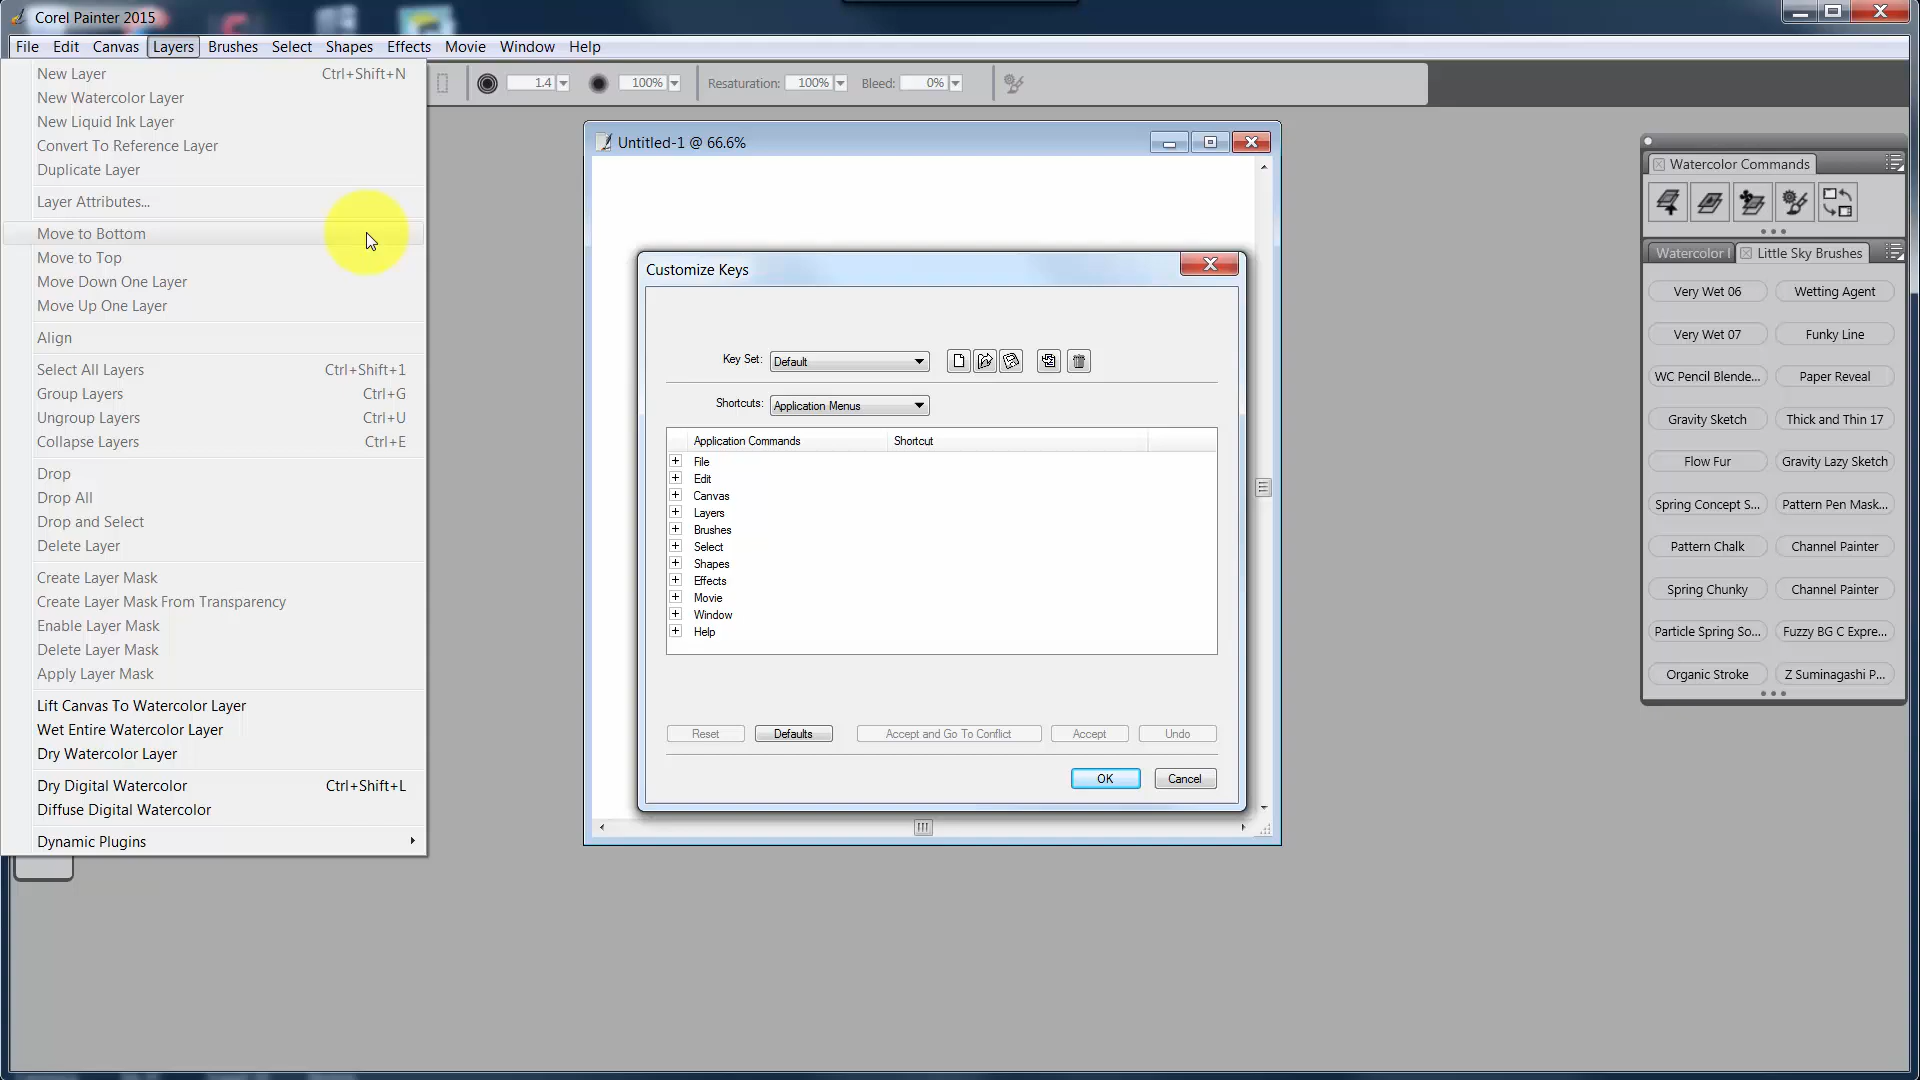 Corel Painter 2015
File Edit Canvas Layers Brushes Select Shapes Effects Movie Window Help
New Layer Ctrl+Shift+N
New Watercolor Layer
New Liquid Ink Layer
Convert To Reference Layer
Duplicate Layer
Layer Attributes...
Move to Bottom
Move to Top
Move Down One Layer
Move Up One Layer
Align
Select All Layers Ctrl+Shift+1
Group Layers Ctrl+G
Ungroup Layers Ctrl+U
Collapse Layers Ctrl+E
Drop
Drop All
Drop and Select
Delete Layer
Create Layer Mask
Create Layer Mask From Transparency
Enable Layer Mask
Delete Layer Mask
Apply Layer Mask
Lift Canvas To Watercolor Layer
Wet Entire Watercolor Layer
Dry Watercolor Layer
Dry Digital Watercolor Ctrl+Shift+L
Diffuse Digital Watercolor
Dynamic Plugins
1.4 100% Resaturation: 100% Bleed: 0%
Untitled-1 @ 66.6%
Customize Keys
Key Set: Default
Shortcuts: Application Menus
Application Commands Shortcut
File
Edit
Canvas
Layers
Brushes
Select
Shapes
Effects
Movie
Window
Help
Reset Defaults Accept and Go To Conflict Accept Undo
OK Cancel
Watercolor Commands
Watercolor I Little Sky Brushes
Very Wet 06 Wetting Agent
Very Wet 07 Funky Line
WC Pencil Blende... Paper Reveal
Gravity Sketch Thick and Thin 17
Flow Fur Gravity Lazy Sketch
Spring Concept S... Pattern Pen Mask...
Pattern Chalk Channel Painter
Spring Chunky Channel Painter
Particle Spring So... Fuzzy BG C Expre...
Organic Stroke Z Suminagashi P...